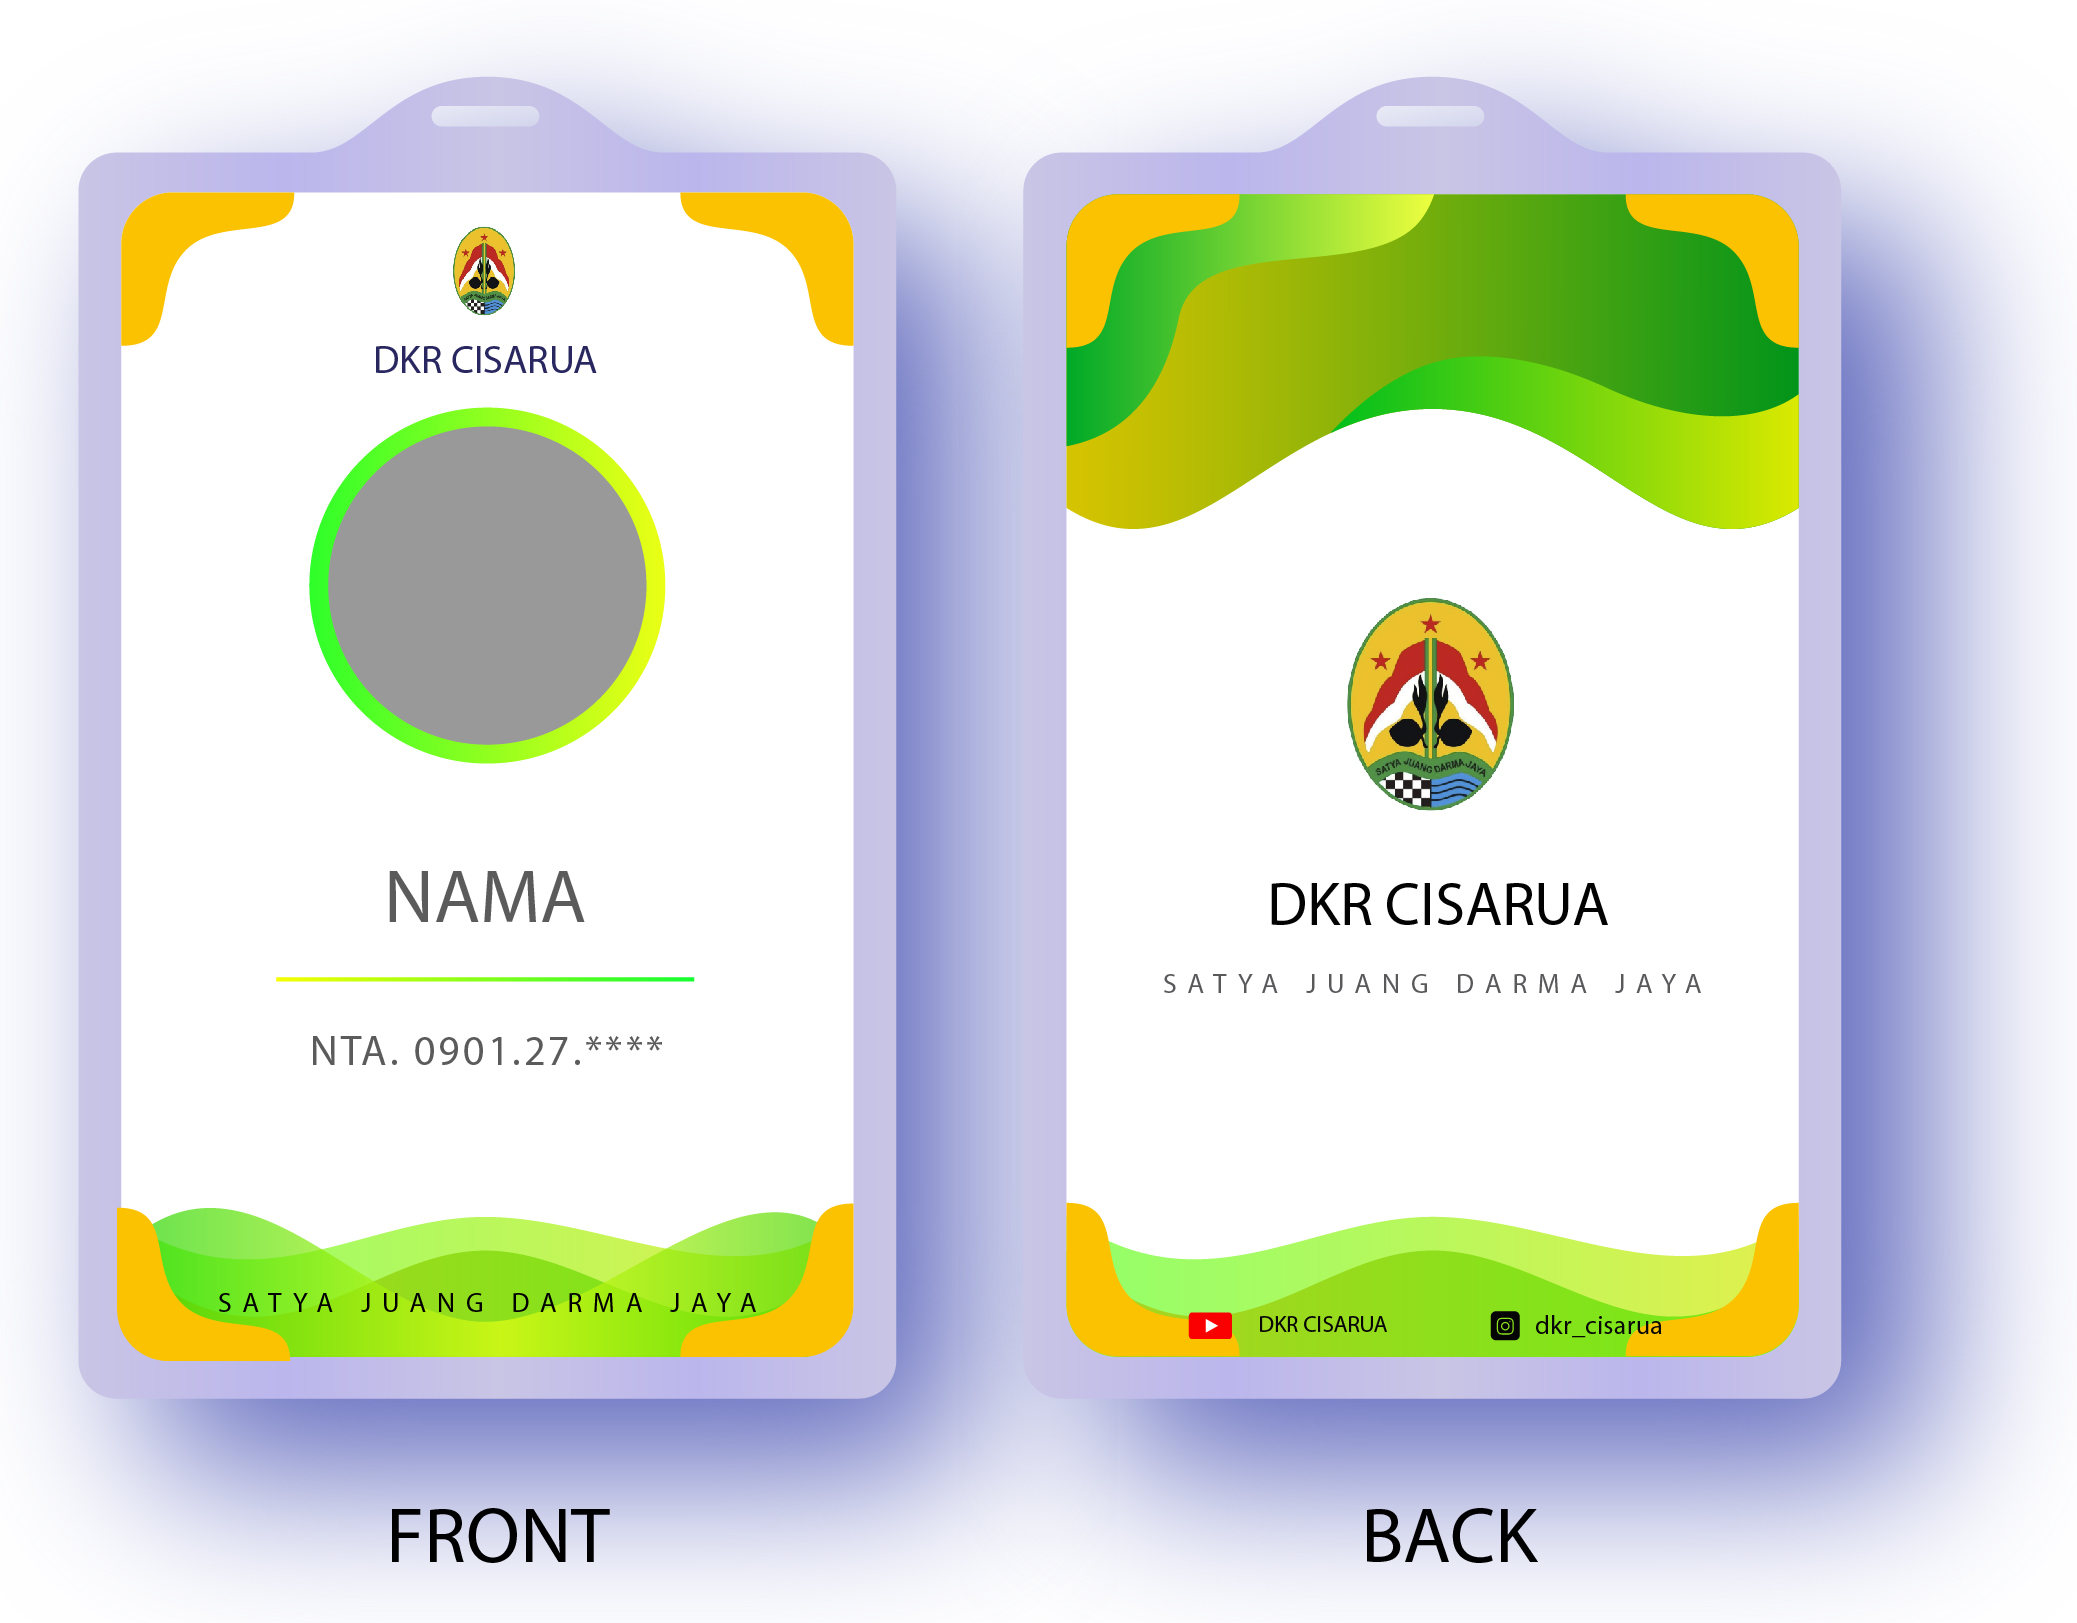 DKR CISARUA
NAMA
NTA. 0901.27.****
SATYA JUANG DARMA JAYA
FRONT
SATYA JUANG DARMA JAYA
DKR CISARUA
SATYA JUANG DARMA JAYA
DKR CISARUA
dkr_cisarua
BACK